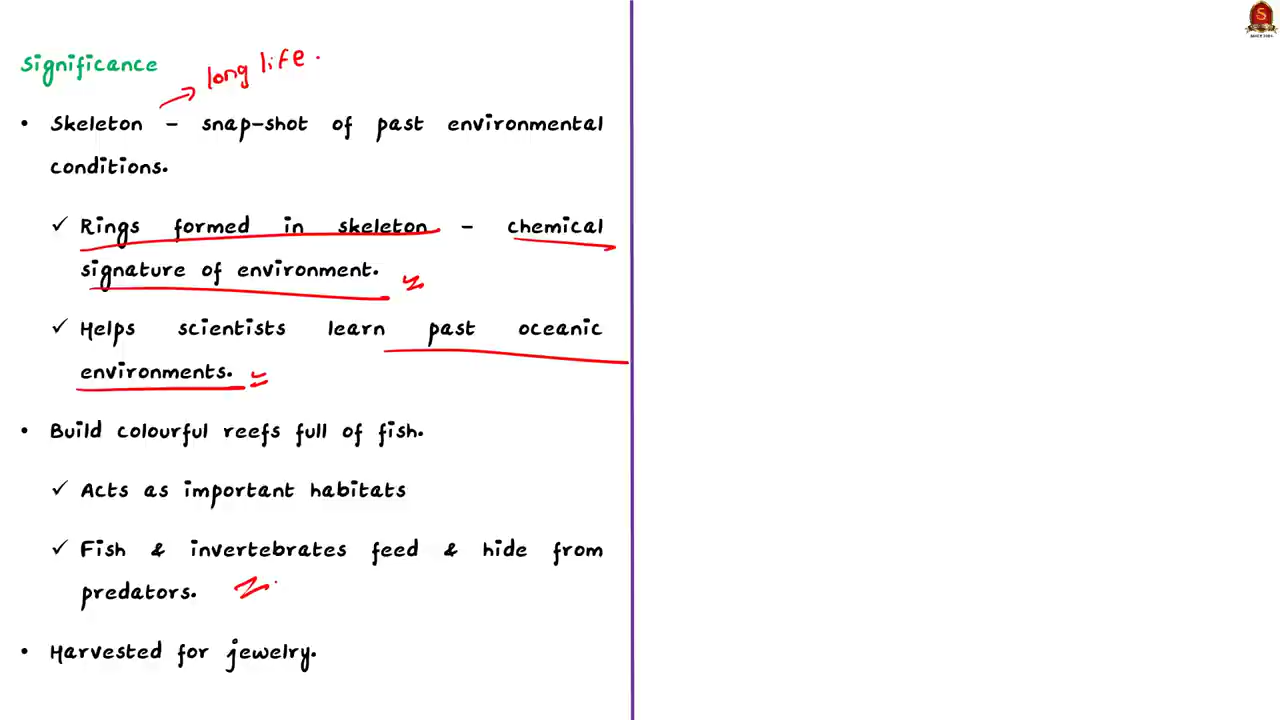 Significance
long life.
• Skeleton - snap-shot of past environmental
conditions.
✓ Rings formed in skeleton - chemical
signature of environment.
✓ Helps scientists learn past oceanic
environments.
• Build colourful reefs full of fish.
✓ Acts as important habitats
✓ Fish & invertebrates feed & hide from
predators.
• Harvested for jewelry.
S